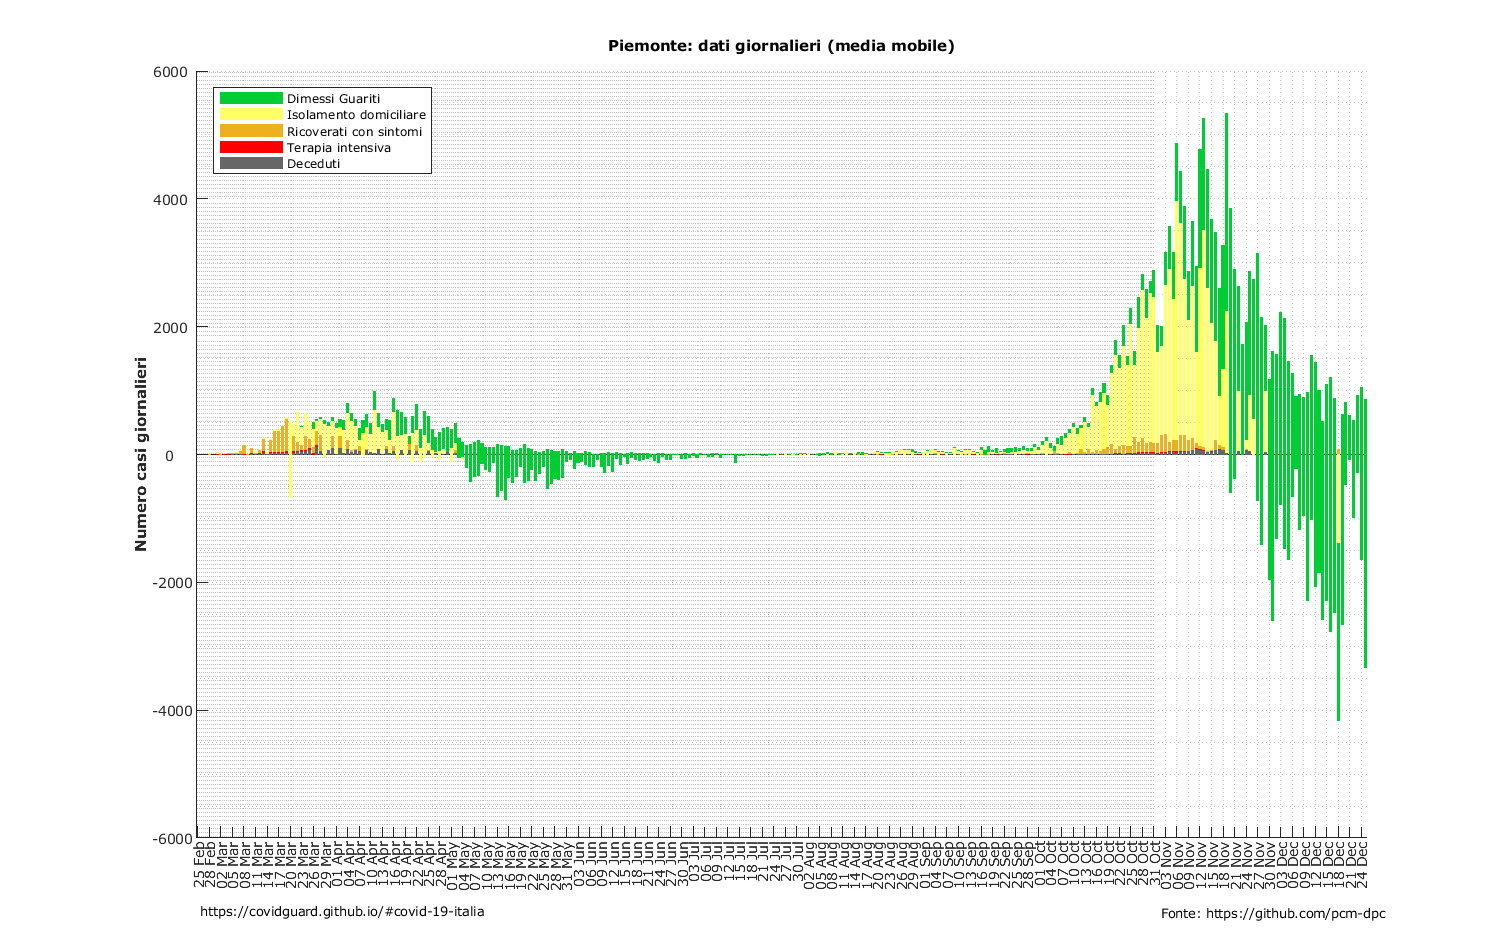 Piemonte: dati giornalieri (media mobile)
6000
4000
2000
0
-2000
-4000
-6000
Numero casi giornalieri
Dimessi Guariti
Isolamento domiciliare
Ricoverati con sintomi
Terapia intensiva
Deceduti
25 Feb
28 Feb
02 Mar
05 Mar
08 Mar
11 Mar
14 Mar
17 Mar
20 Mar
23 Mar
26 Mar
29 Mar
01 Apr
04 Apr
07 Apr
10 Apr
13 Apr
16 Apr
19 Apr
22 Apr
25 Apr
28 Apr
01 May
04 May
07 May
10 May
13 May
16 May
19 May
22 May
25 May
28 May
31 May
03 Jun
06 Jun
09 Jun
12 Jun
15 Jun
18 Jun
21 Jun
24 Jun
27 Jun
30 Jun
03 Jul
06 Jul
09 Jul
12 Jul
15 Jul
18 Jul
21 Jul
24 Jul
27 Jul
30 Jul
02 Aug
05 Aug
08 Aug
11 Aug
14 Aug
17 Aug
20 Aug
23 Aug
26 Aug
29 Aug
01 Sep
04 Sep
07 Sep
10 Sep
13 Sep
16 Sep
19 Sep
22 Sep
25 Sep
28 Sep
01 Oct
04 Oct
07 Oct
10 Oct
13 Oct
16 Oct
19 Oct
22 Oct
25 Oct
28 Oct
31 Oct
03 Nov
06 Nov
09 Nov
12 Nov
15 Nov
18 Nov
21 Nov
24 Nov
27 Nov
30 Nov
03 Dec
06 Dec
09 Dec
12 Dec
15 Dec
18 Dec
21 Dec
24 Dec
https://covidguard.github.io/#covid-19-italia
Fonte: https://github.com/pcm-dpc